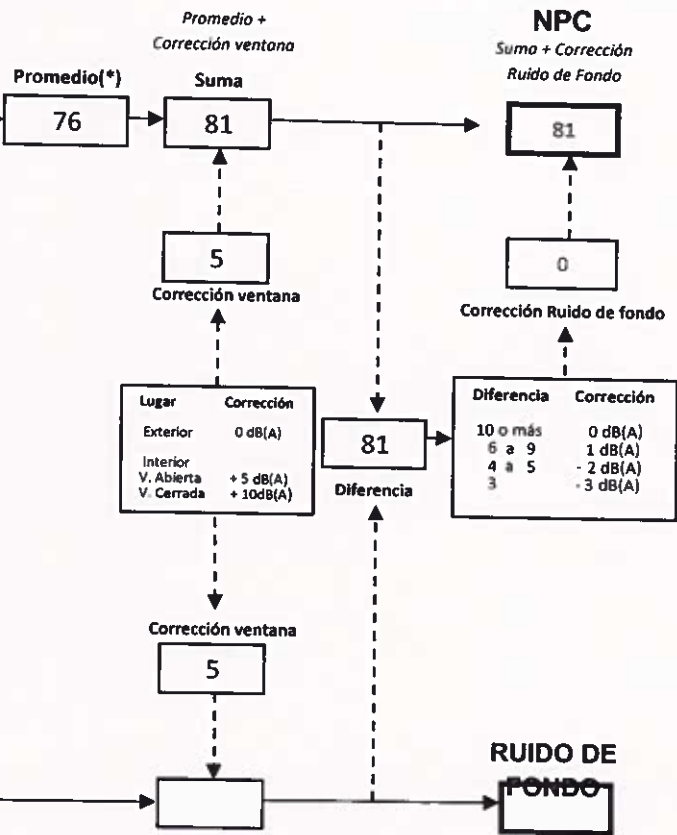 Promedio +
Corrección ventana
NPC
Suma + Corrección
Ruido de Fondo
Promedio(*)
Suma
76
81
81
5
0
Corrección ventana
Corrección Ruido de fondo
Lugar Corrección
Exterior 0 dB(A)
Interior
V. Abierta + 5 dB(A)
V. Cerrada + 10dB(A)
81
Diferencia
Diferencia Corrección
10 o más 0 dB(A)
6 a 9 1 dB(A)
4 a 5 - 2 dB(A)
3 - 3 dB(A)
Corrección ventana
5
RUIDO DE
FONDO